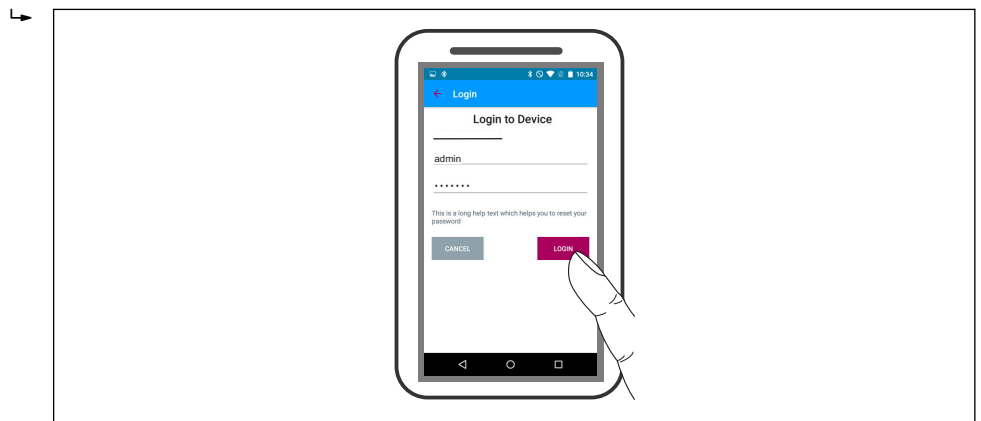 10:34
Login
Login to Device
admin
.......
This is a long help text which helps you to reset your
password
CANCEL LOGIN